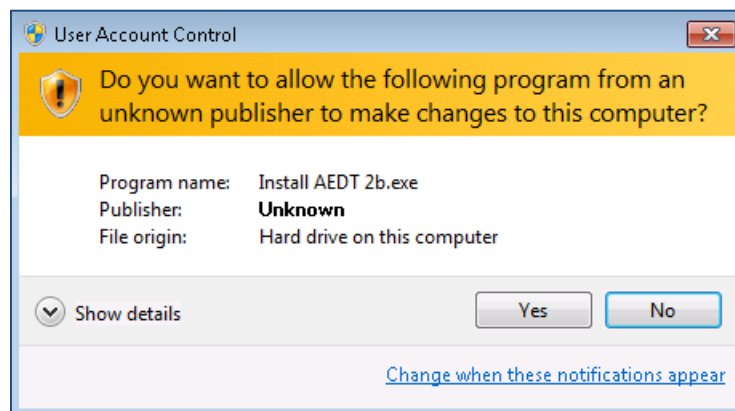 User Account Control
Do you want to allow the following program from an
unknown publisher to make changes to this computer?
Program name: Install AEDT 2b.exe
Publisher: Unknown
File origin: Hard drive on this computer
Show details Yes No
Change when these notifications appear